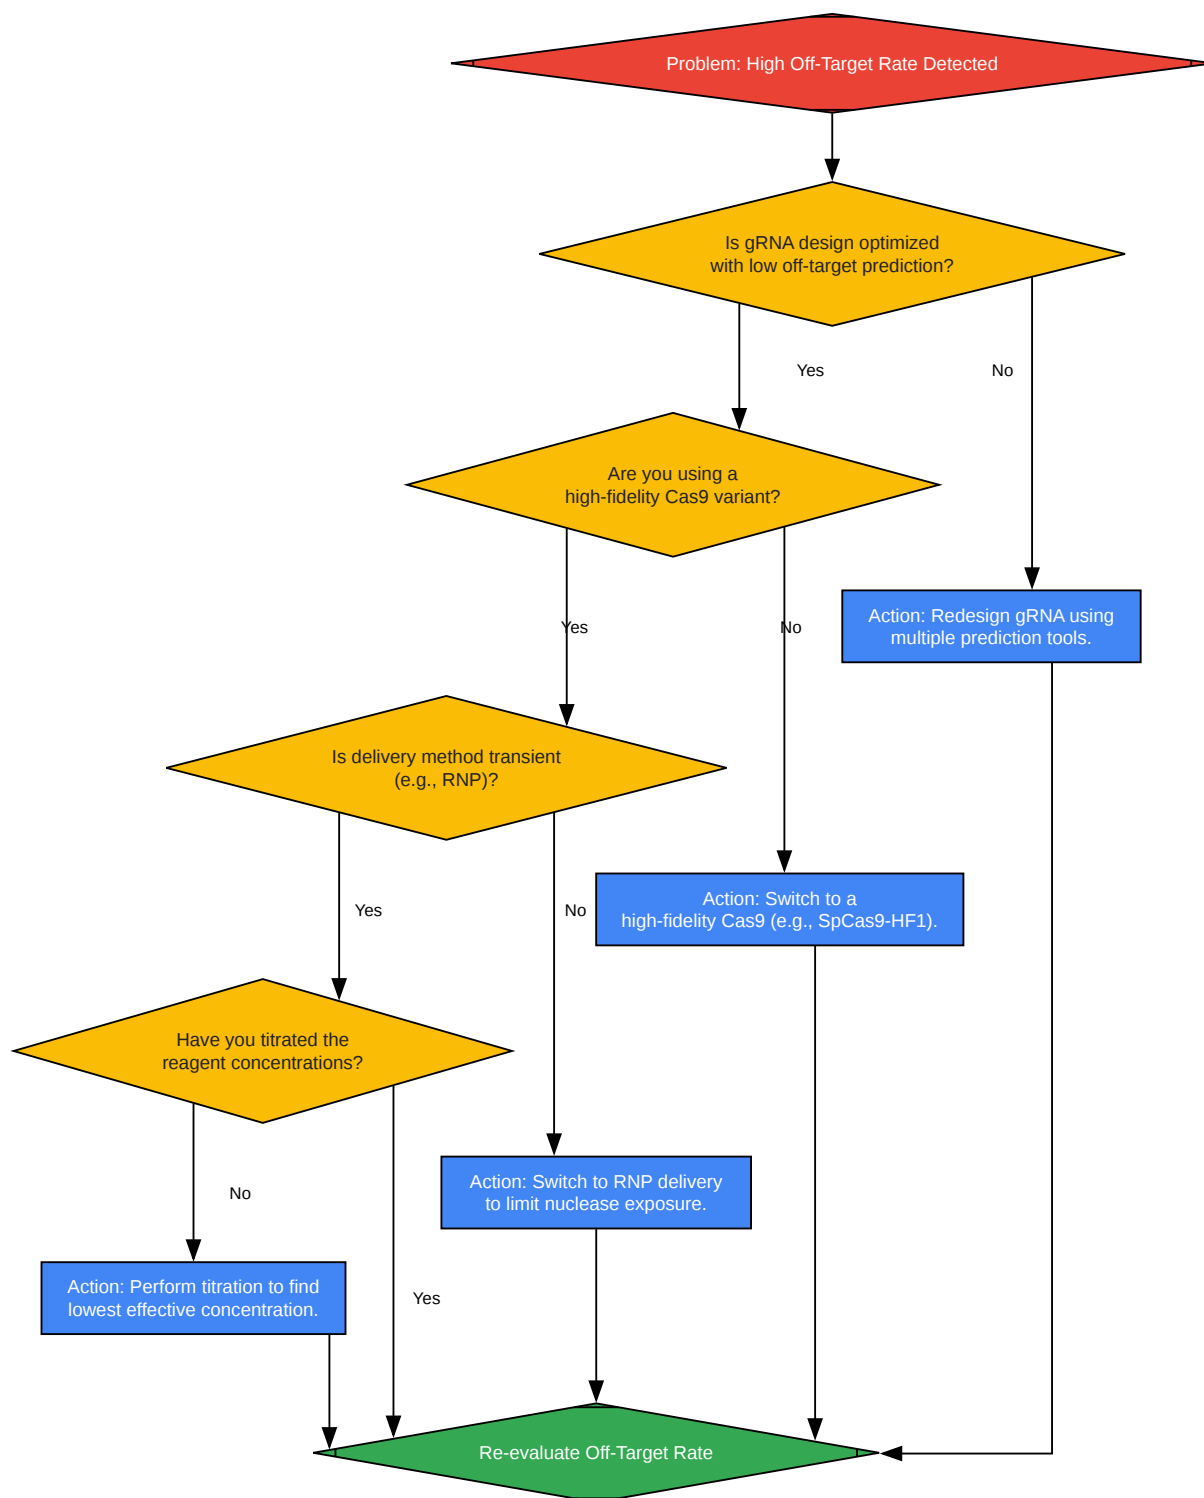 Problem: High Off-Target Rate Detected
Is gRNA design optimized
with low off-target prediction?
Yes
No
Are you using a
high-fidelity Cas9 variant?
Action: Redesign gRNA using
multiple prediction tools.
Yes
No
Is delivery method transient
(e.g., RNP)?
Action: Switch to a
high-fidelity Cas9 (e.g., SpCas9-HF1).
Yes
No
Have you titrated the
reagent concentrations?
Action: Switch to RNP delivery
to limit nuclease exposure.
No
Action: Perform titration to find
lowest effective concentration.
Yes
Re-evaluate Off-Target Rate